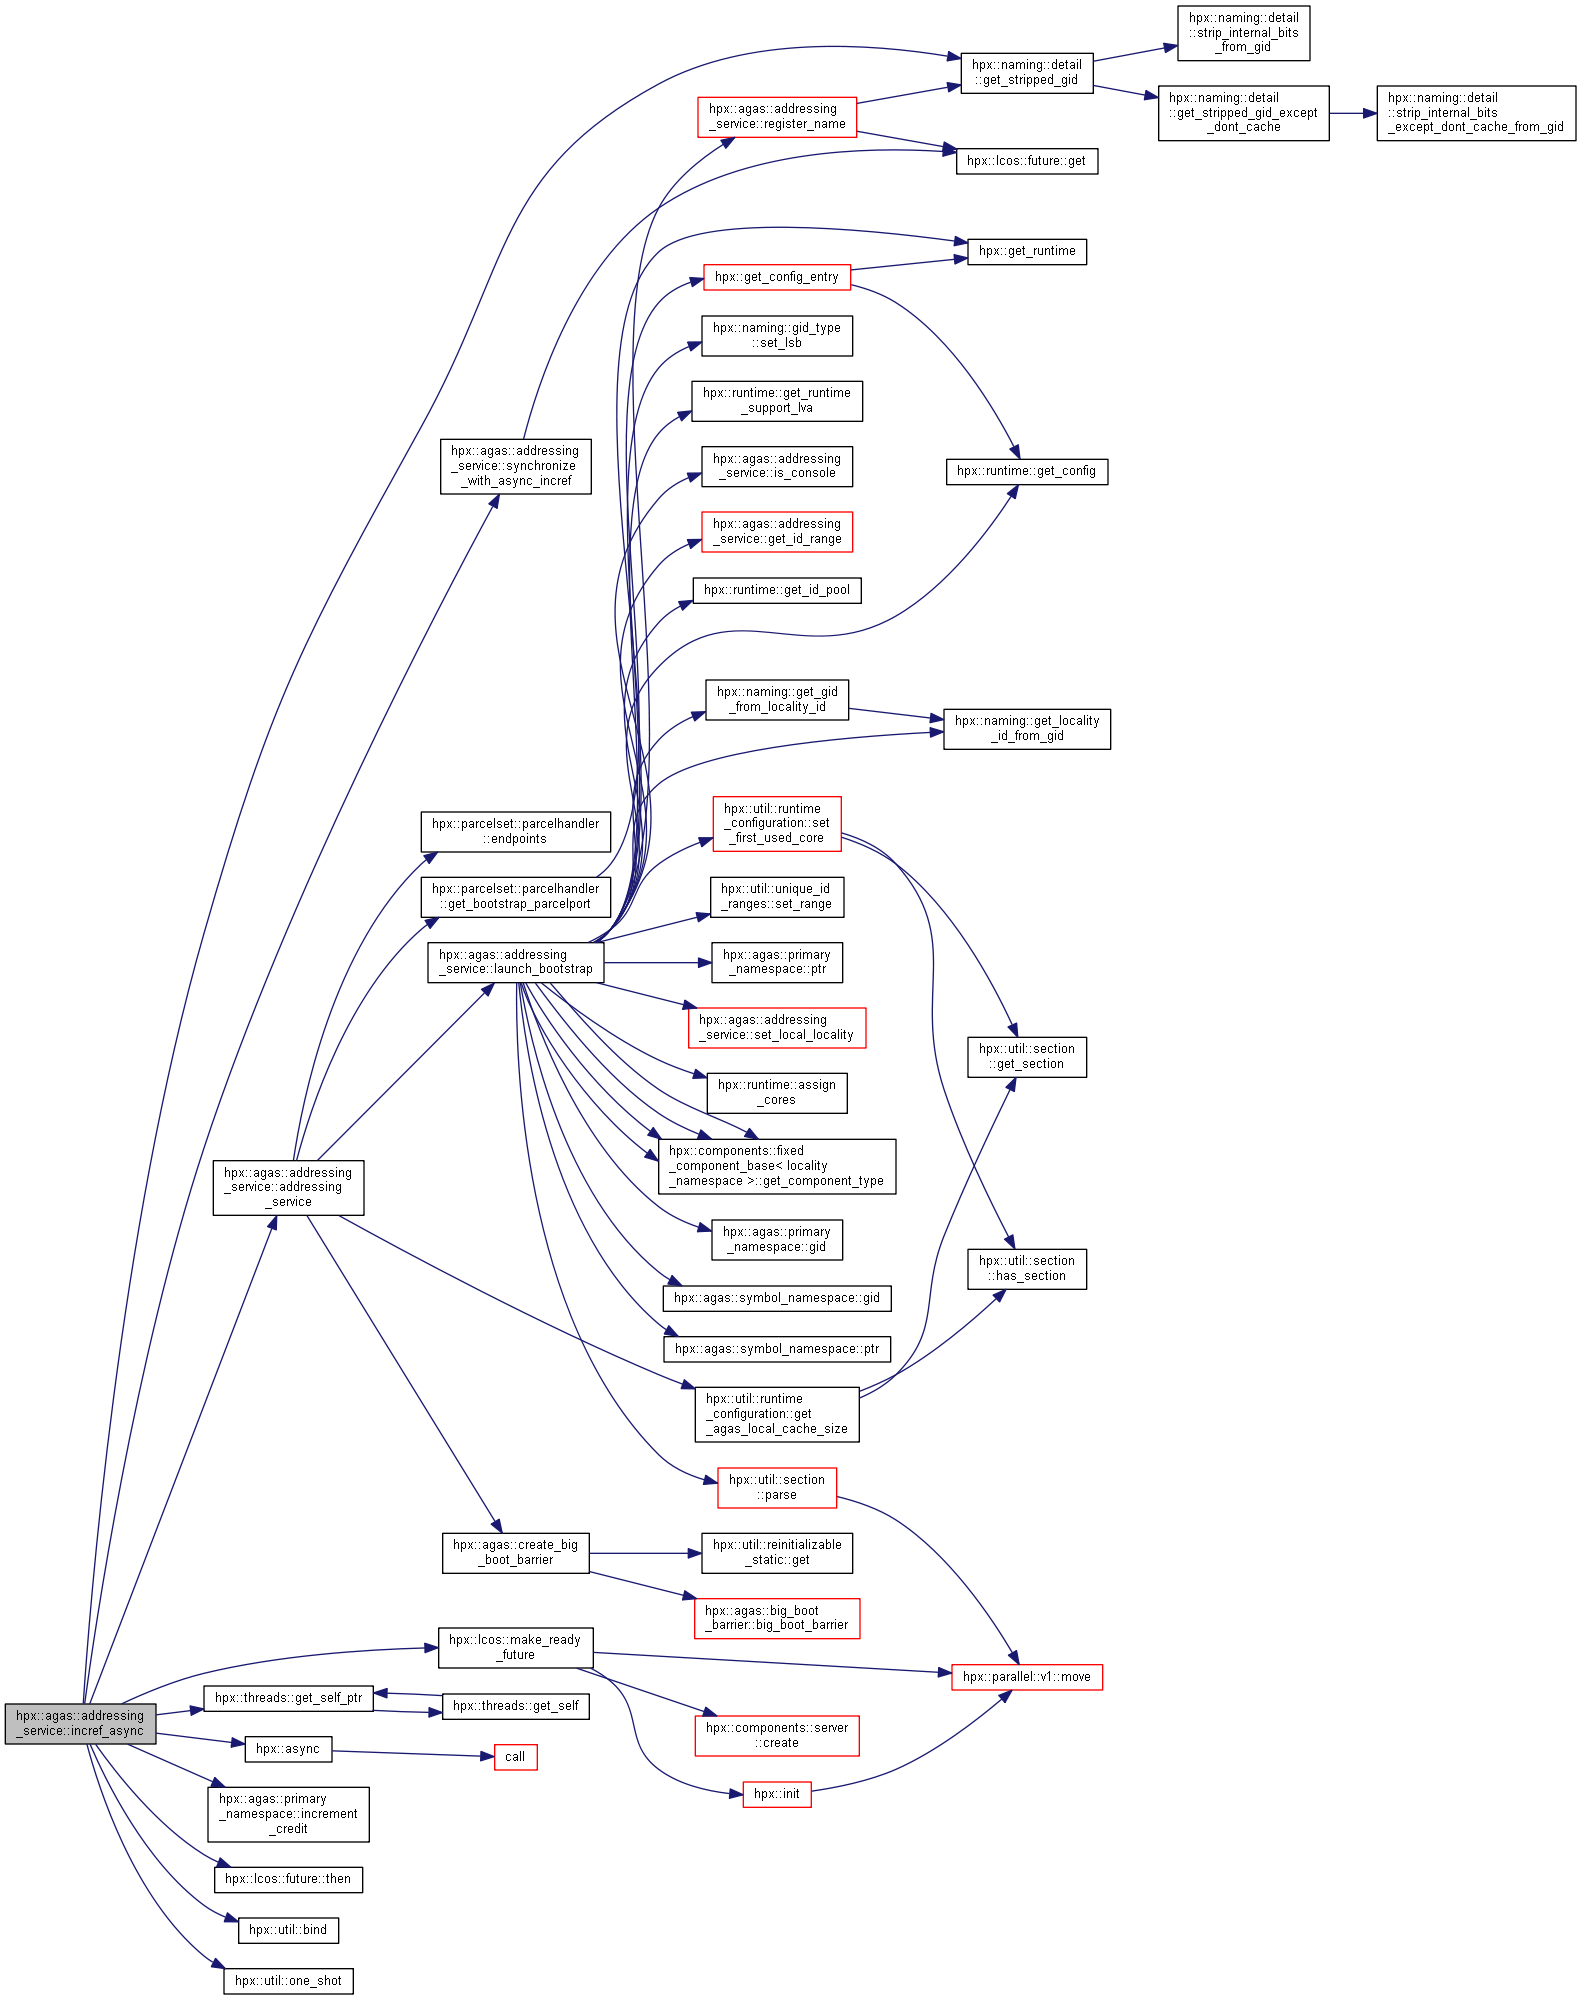 hpx::naming::detail
::strip_internal_bits
_from_gid
hpx::naming::detail
::get_stripped_gid
hpx::naming::detail
::get_stripped_gid_except
_dont_cache
hpx::naming::detail
::strip_internal_bits
_except_dont_cache_from_gid
hpx::agas::addressing
_service::register_name
hpx::lcos::future::get
hpx::get_runtime
hpx::get_config_entry
hpx::naming::gid_type
::set_lsb
hpx::runtime::get_runtime
_support_lva
hpx::agas::addressing
_service::synchronize
_with_async_incref
hpx::agas::addressing
_service::is_console
hpx::runtime::get_config
hpx::agas::addressing
_service::get_id_range
hpx::runtime::get_id_pool
hpx::naming::get_gid
_from_locality_id
hpx::naming::get_locality
_id_from_gid
hpx::util::runtime
_configuration::set
_first_used_core
hpx::parcelset::parcelhandler
::endpoints
hpx::parcelset::parcelhandler
::get_bootstrap_parcelport
hpx::util::unique_id
_ranges::set_range
hpx::agas::addressing
_service::launch_bootstrap
hpx::agas::primary
_namespace::ptr
hpx::agas::addressing
_service::set_local_locality
hpx::util::section
::get_section
hpx::runtime::assign
_cores
hpx::components::fixed
_component_base< locality
_namespace >::get_component_type
hpx::agas::addressing
_service::addressing
_service
hpx::agas::primary
_namespace::gid
hpx::util::section
::has_section
hpx::agas::symbol_namespace::gid
hpx::agas::symbol_namespace::ptr
hpx::util::runtime
_configuration::get
_agas_local_cache_size
hpx::util::section
::parse
hpx::agas::create_big
_boot_barrier
hpx::util::reinitializable
_static::get
hpx::agas::big_boot
_barrier::big_boot_barrier
hpx::lcos::make_ready
_future
hpx::parallel::v1::move
hpx::threads::get_self_ptr
hpx::threads::get_self
hpx::agas::addressing
_service::incref_async
hpx::components::server
::create
hpx::async
call
hpx::init
hpx::agas::primary
_namespace::increment
_credit
hpx::lcos::future::then
hpx::util::bind
hpx::util::one_shot